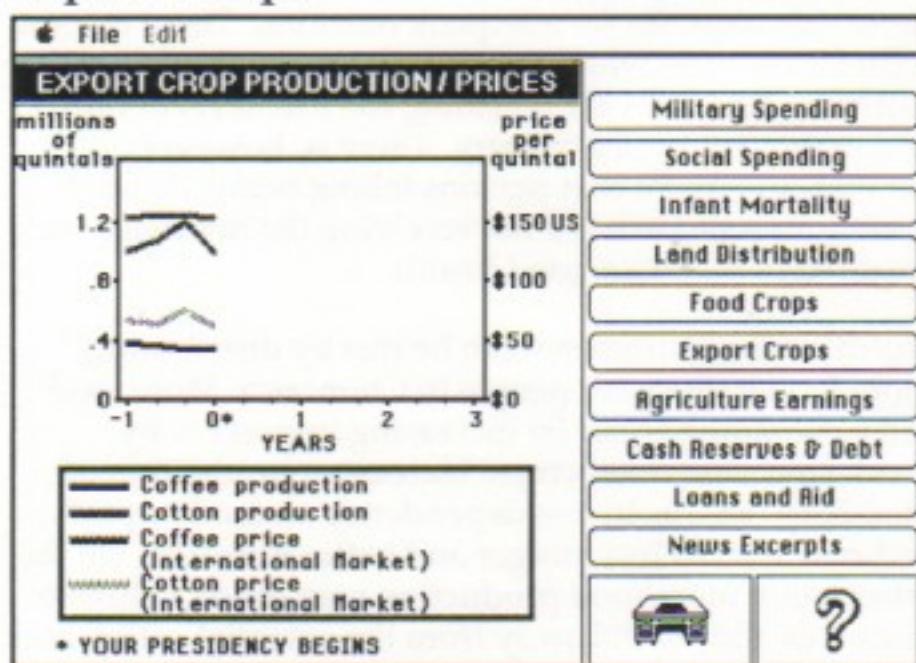 File Edit
EXPORT CROP PRODUCTION / PRICES
millions
of
quintals
price
per
quintal
1.2
.8
.4
0
$150 US
$100
$50
$0
-1 0* 1 2 3
YEARS
Coffee production
Cotton production
Coffee price
(International Market)
Cotton price
(International Market)
* YOUR PRESIDENCY BEGINS
Military Spending
Social Spending
Infant Mortality
Land Distribution
Food Crops
Export Crops
Agriculture Earnings
Cash Reserves & Debt
Loans and Aid
News Excerpts
?